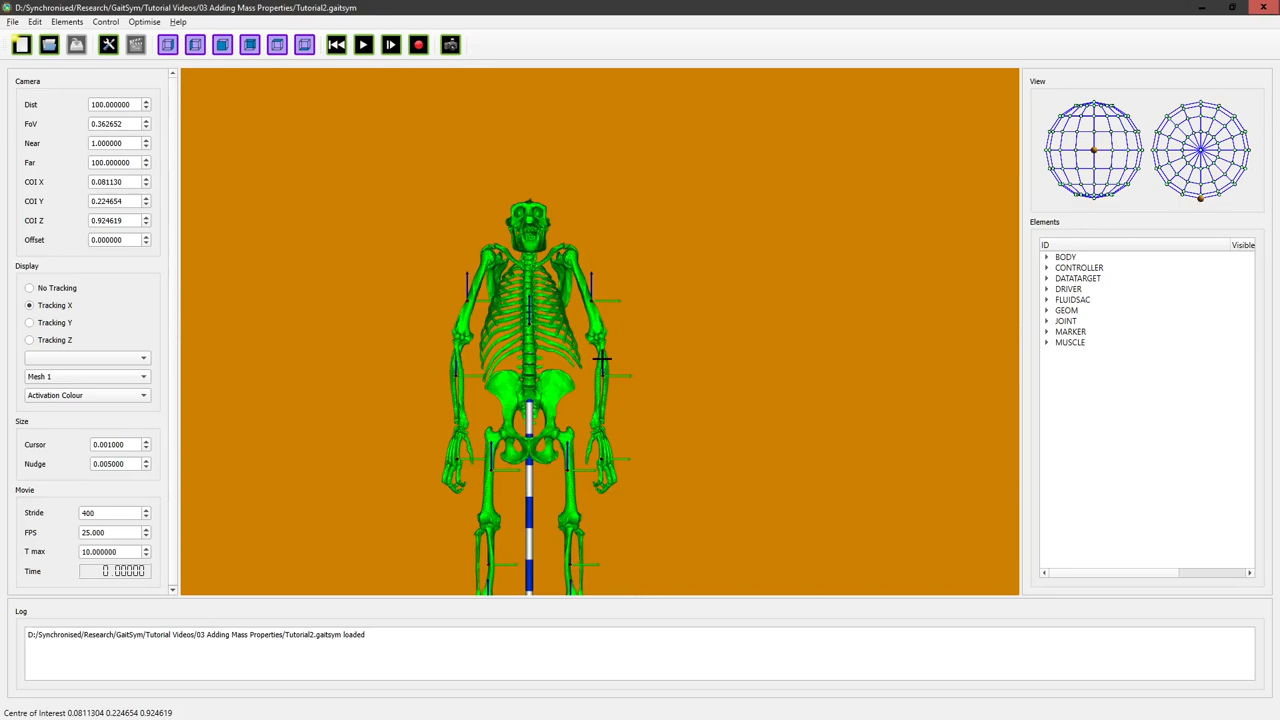 D:/Synchronised/Research/GaitSym/Tutorial Videos/03 Adding Mass Properties/Tutorial2.gaitsym
File Edit Elements Control Optimise Help
Camera
Dist 100.000000
FoV 0.362652
Near 1.000000
Far 100.000000
COI X 0.081130
COI Y 0.224654
COI Z 0.924619
Offset 0.000000
Display
No Tracking
Tracking X
Tracking Y
Tracking Z
Mesh 1
Activation Colour
Size
Cursor 0.001000
Nudge 0.005000
Movie
Stride 400
FPS 25.000
T max 10.000000
Time 0.00000
View
Elements
ID Visible
BODY
CONTROLLER
DATATARGET
DRIVER
FLUIDSAC
GEOM
JOINT
MARKER
MUSCLE
Log
D:/Synchronised/Research/GaitSym/Tutorial Videos/03 Adding Mass Properties/Tutorial2.gaitsym loaded
Centre of Interest 0.0811304 0.224654 0.924619